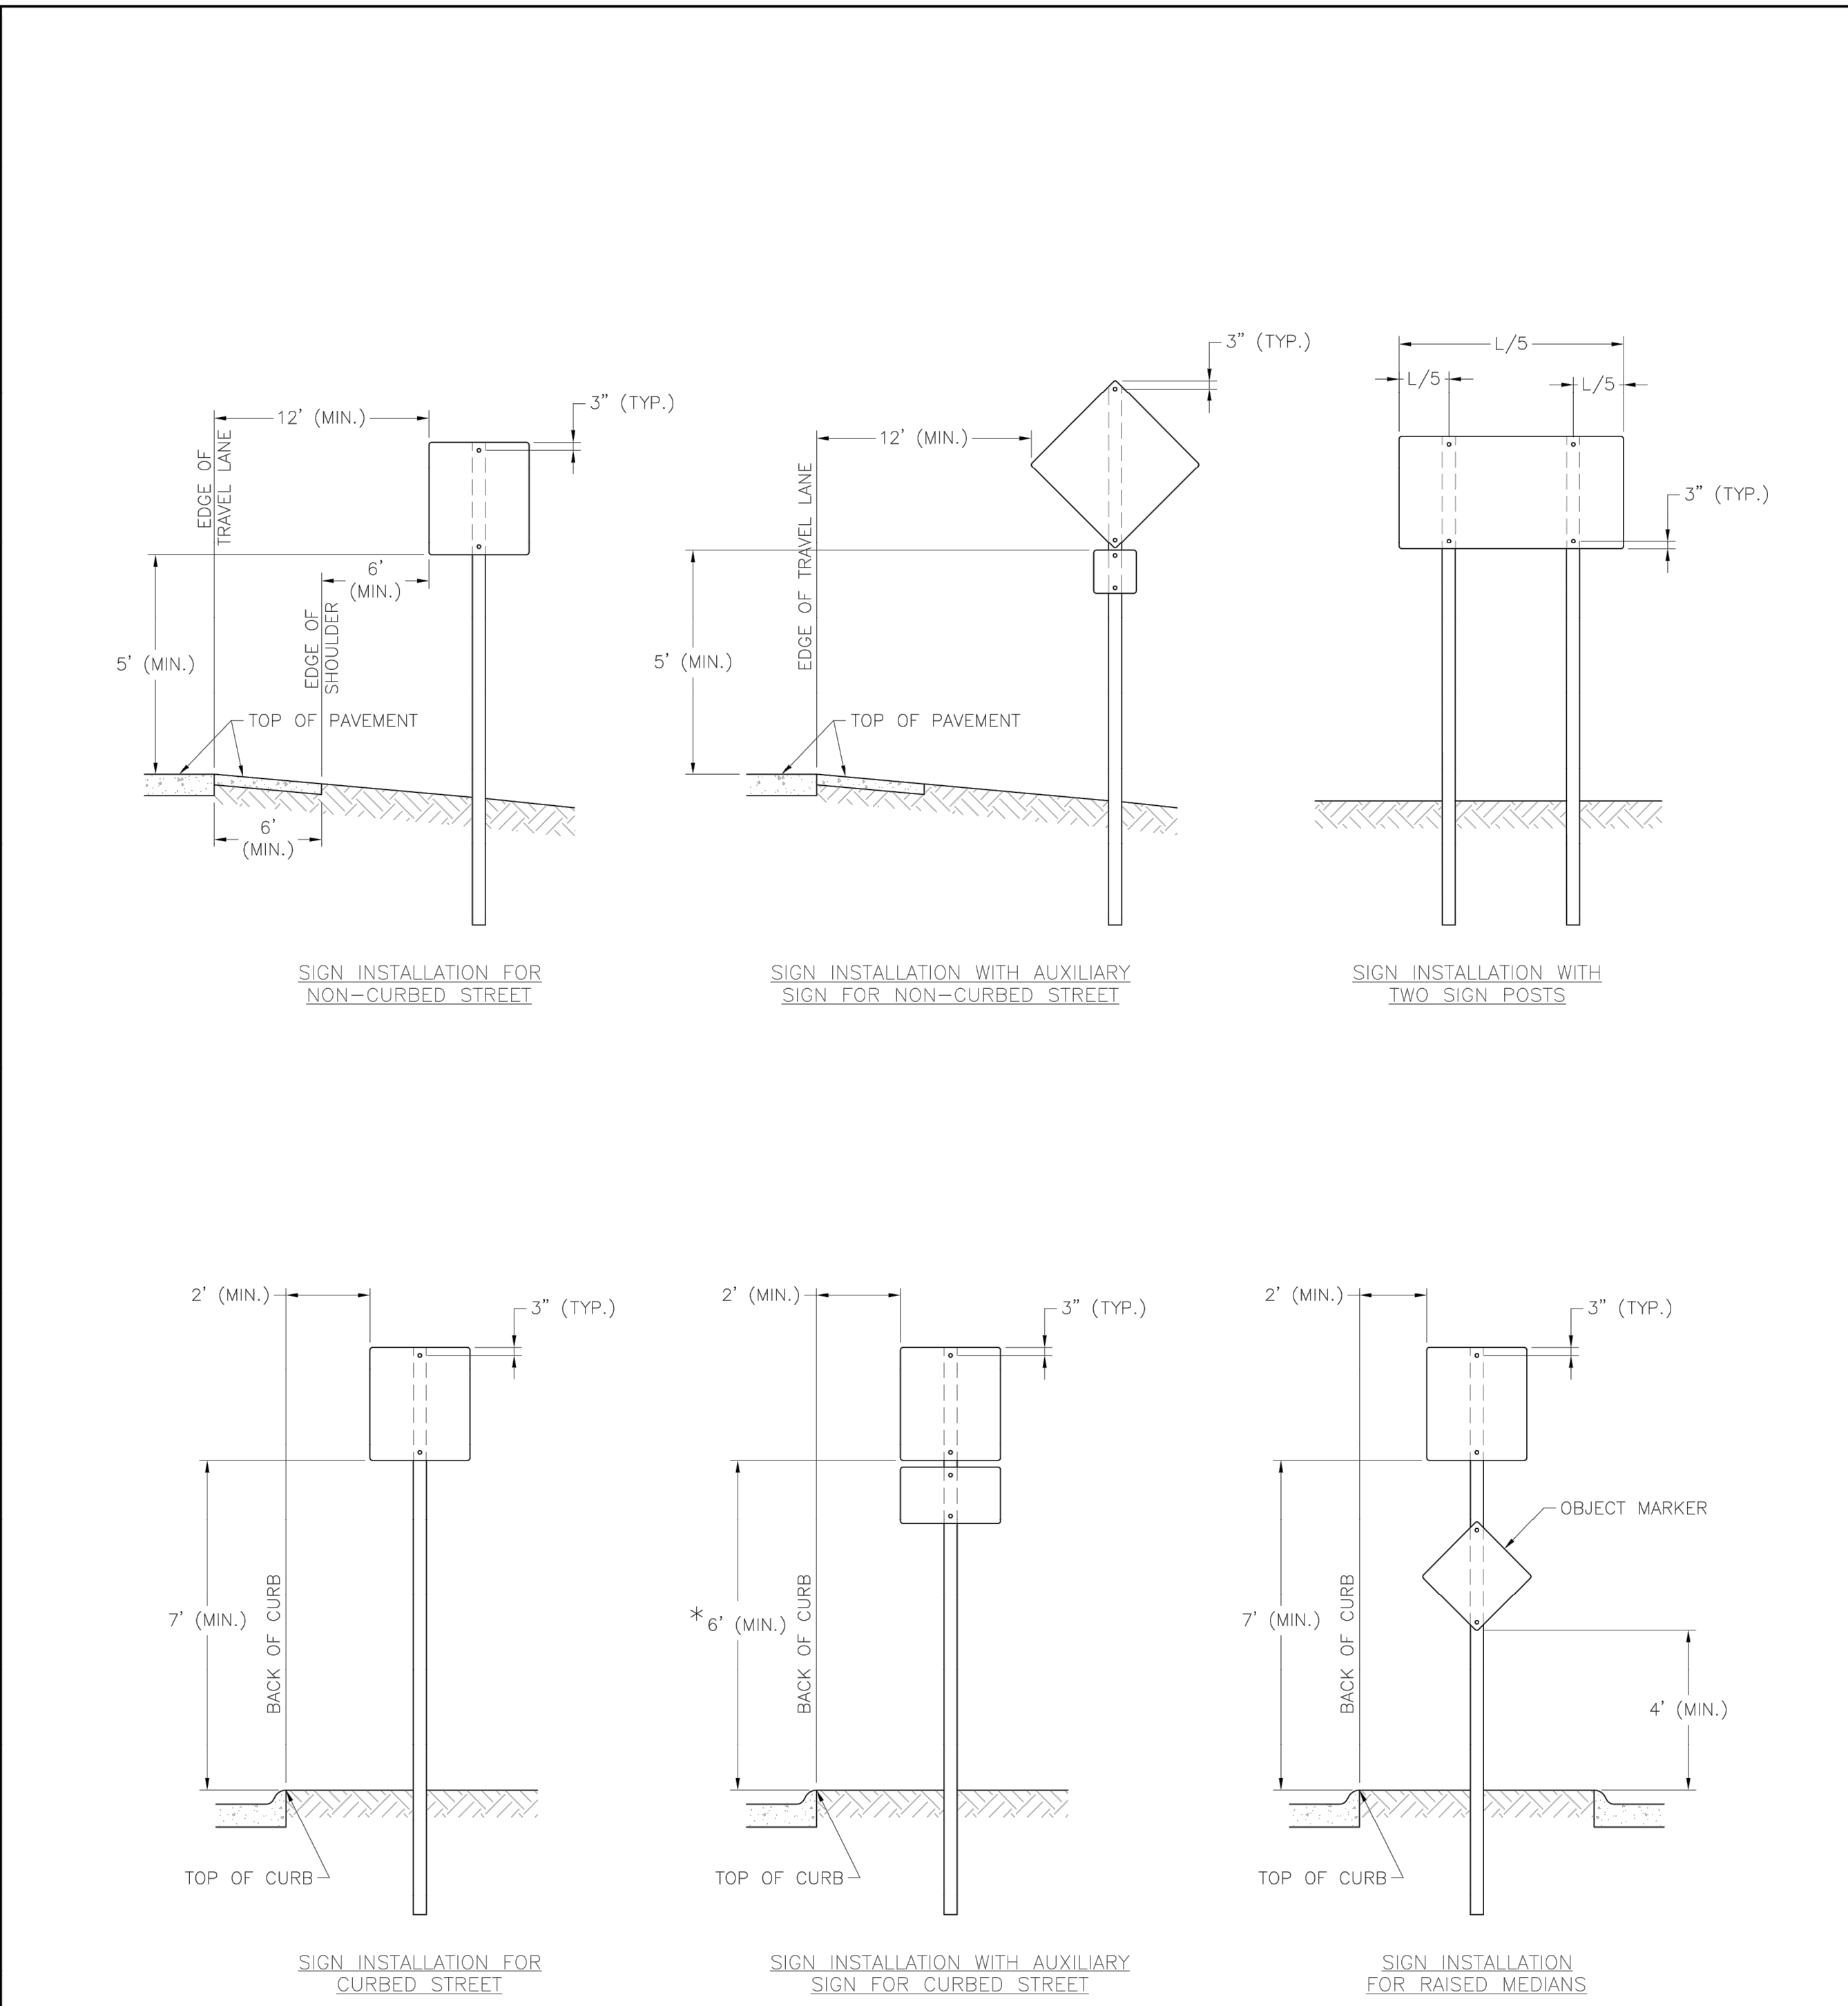 12' (MIN.)
3" (TYP.)
EDGE OF
TRAVEL LANE
6'
(MIN.)
EDGE OF
SHOULDER
5' (MIN.)
TOP OF PAVEMENT
6'
(MIN.)
SIGN INSTALLATION FOR
NON-CURBED STREET
3" (TYP.)
12' (MIN.)
EDGE OF TRAVEL LANE
5' (MIN.)
TOP OF PAVEMENT
SIGN INSTALLATION WITH AUXILIARY
SIGN FOR NON-CURBED STREET
L/5
L/5
L/5
3" (TYP.)
SIGN INSTALLATION WITH
TWO SIGN POSTS
2' (MIN.)
3" (TYP.)
7' (MIN.)
BACK OF CURB
TOP OF CURB
SIGN INSTALLATION FOR
CURBED STREET
2' (MIN.)
3" (TYP.)
*6' (MIN.)
BACK OF CURB
TOP OF CURB
SIGN INSTALLATION WITH AUXILIARY
SIGN FOR CURBED STREET
2' (MIN.)
3" (TYP.)
OBJECT MARKER
7' (MIN.)
BACK OF CURB
4' (MIN.)
TOP OF CURB
SIGN INSTALLATION
FOR RAISED MEDIANS